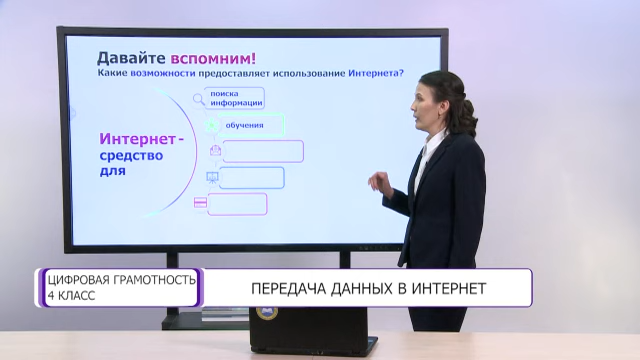 Давайте вспомним!
Какие возможности предоставляет использование Интернета?
поиска
информации
обучения
Интернет -
средство
для
ЦИФРОВАЯ ГРАМОТНОСТЬ
4 КЛАСС
ПЕРЕДАЧА ДАННЫХ В ИНТЕРНЕТ